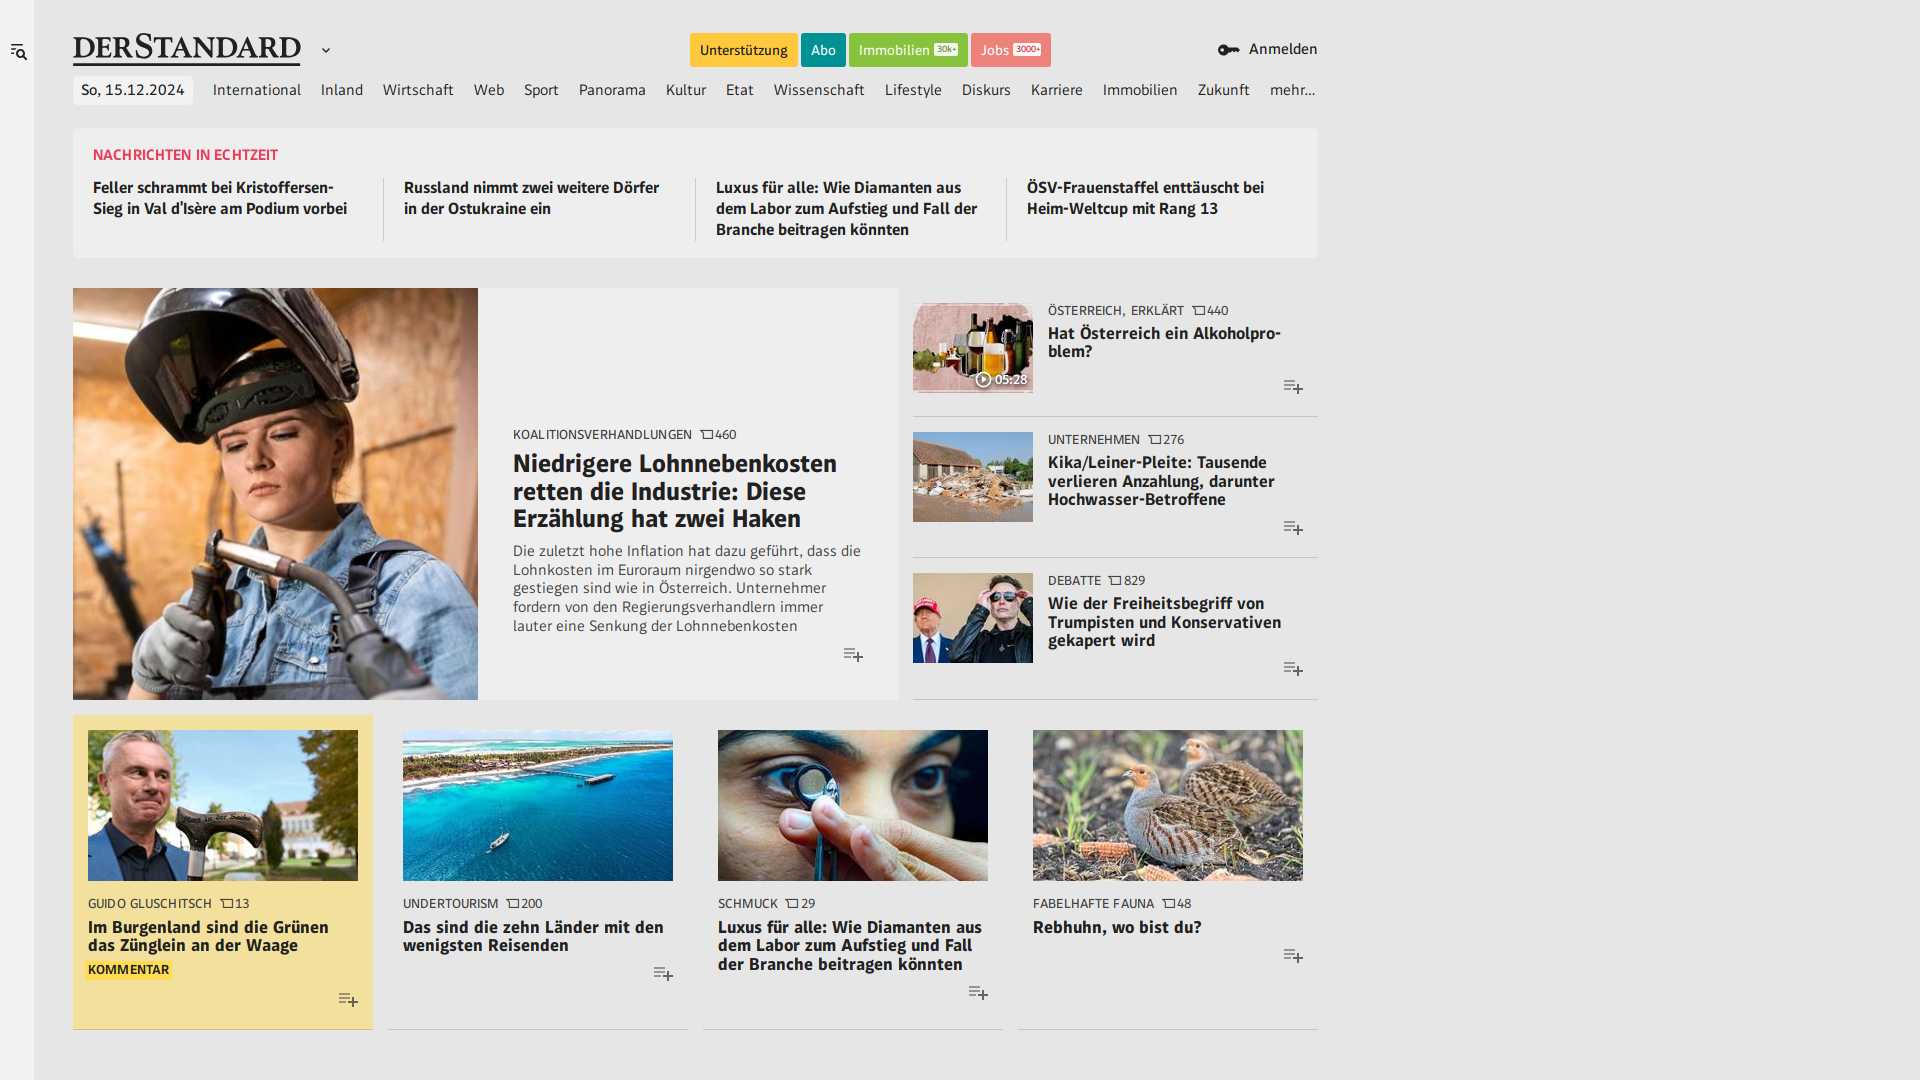 DERSTANDARD
Unterstützung
Abo
Immobilien 30k+
Jobs 3000+
Anmelden
So, 15.12.2024
International
Inland
Wirtschaft
Web
Sport
Panorama
Kultur
Etat
Wissenschaft
Lifestyle
Diskurs
Karriere
Immobilien
Zukunft
mehr…
NACHRICHTEN IN ECHTZEIT
Feller schrammt bei Kristoffersen-
Sieg in Val d'Isère am Podium vorbei
Russland nimmt zwei weitere Dörfer
in der Ostukraine ein
Luxus für alle: Wie Diamanten aus
dem Labor zum Aufstieg und Fall der
Branche beitragen könnten
ÖSV-Frauenstaffel enttäuscht bei
Heim-Weltcup mit Rang 13
KOALITIONSVERHANDLUNGEN 460
Niedrigere Lohnnebenkosten
retten die Industrie: Diese
Erzählung hat zwei Haken
Die zuletzt hohe Inflation hat dazu geführt, dass die
Lohnkosten im Euroraum nirgendwo so stark
gestiegen sind wie in Österreich. Unternehmer
fordern von den Regierungsverhandlern immer
lauter eine Senkung der Lohnnebenkosten
05:28
ÖSTERREICH, ERKLÄRT 440
Hat Österreich ein Alkoholpro-
blem?
UNTERNEHMEN 276
Kika/Leiner-Pleite: Tausende
verlieren Anzahlung, darunter
Hochwasser-Betroffene
DEBATTE 829
Wie der Freiheitsbegriff von
Trumpisten und Konservativen
gekapert wird
GUIDO GLUSCHITSCH 13
Im Burgenland sind die Grünen
das Zünglein an der Waage
KOMMENTAR
UNDERTOURISM 200
Das sind die zehn Länder mit den
wenigsten Reisenden
SCHMUCK 29
Luxus für alle: Wie Diamanten aus
dem Labor zum Aufstieg und Fall
der Branche beitragen könnten
FABELHAFTE FAUNA 48
Rebhuhn, wo bist du?